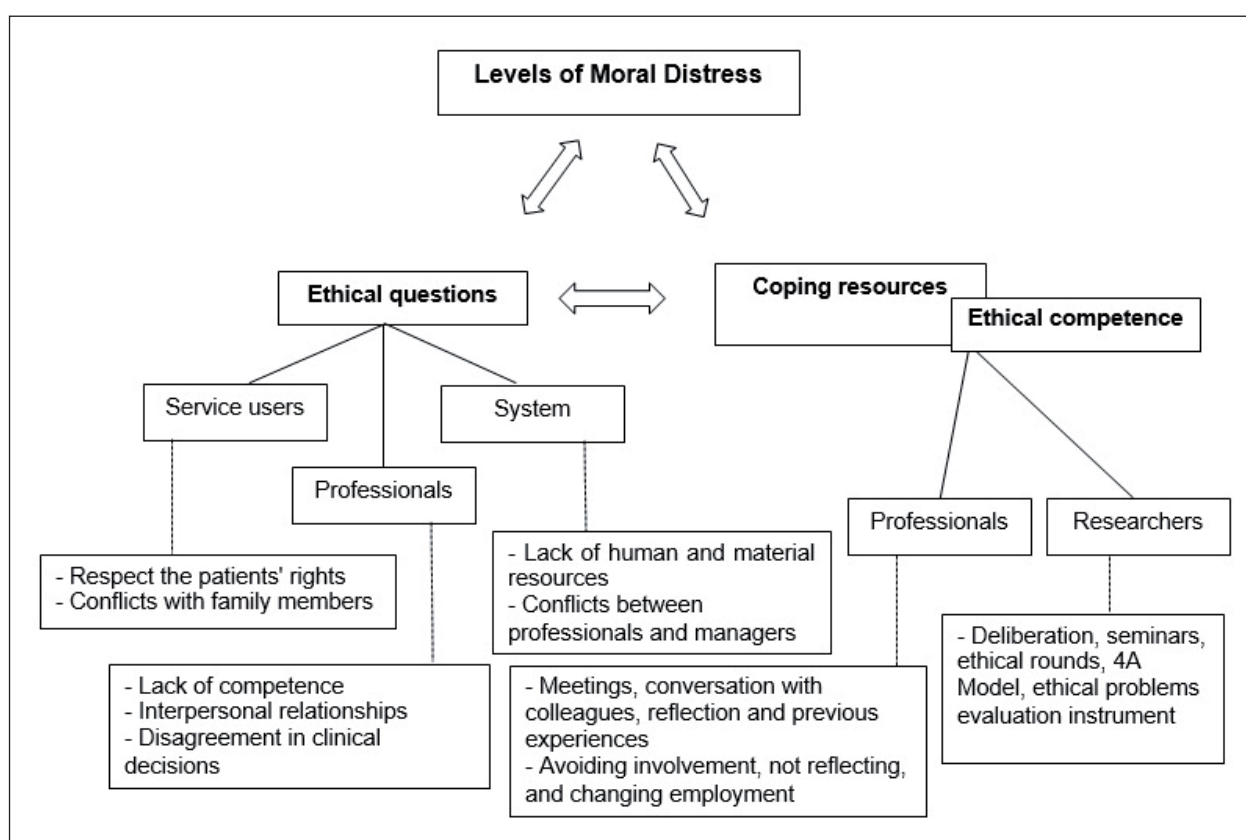 Levels of Moral Distress
Ethical questions
Coping resources
Ethical competence
Service users
System
Professionals
Professionals
Researchers
- Respect the patients' rights
- Conflicts with family members
- Lack of human and material
resources
- Conflicts between
professionals and managers
- Lack of competence
- Interpersonal relationships
- Disagreement in clinical
decisions
- Meetings, conversation with
colleagues, reflection and previous
experiences
- Avoiding involvement, not reflecting,
and changing employment
- Deliberation, seminars,
ethical rounds, 4A
Model, ethical problems
evaluation instrument